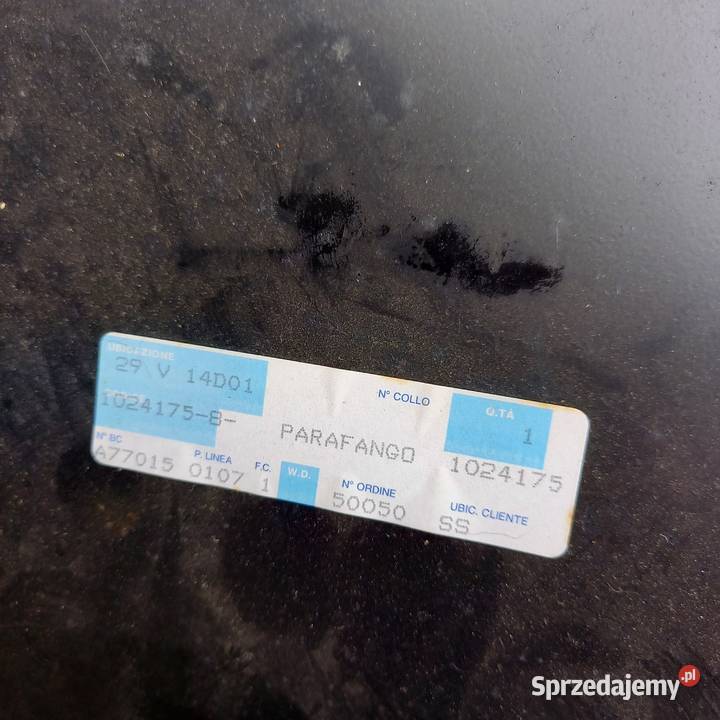 UBICAZIONE
29 V 14D01
1024175-8-
N° COLLO
Q.TÀ
1
PARAFANGO
1024175
N° BC
A77015
P. LINEA
0107
F.C.
1
W.D.
N° ORDINE
50050
UBIC. CLIENTE
SS
Sprzedajemy.pl